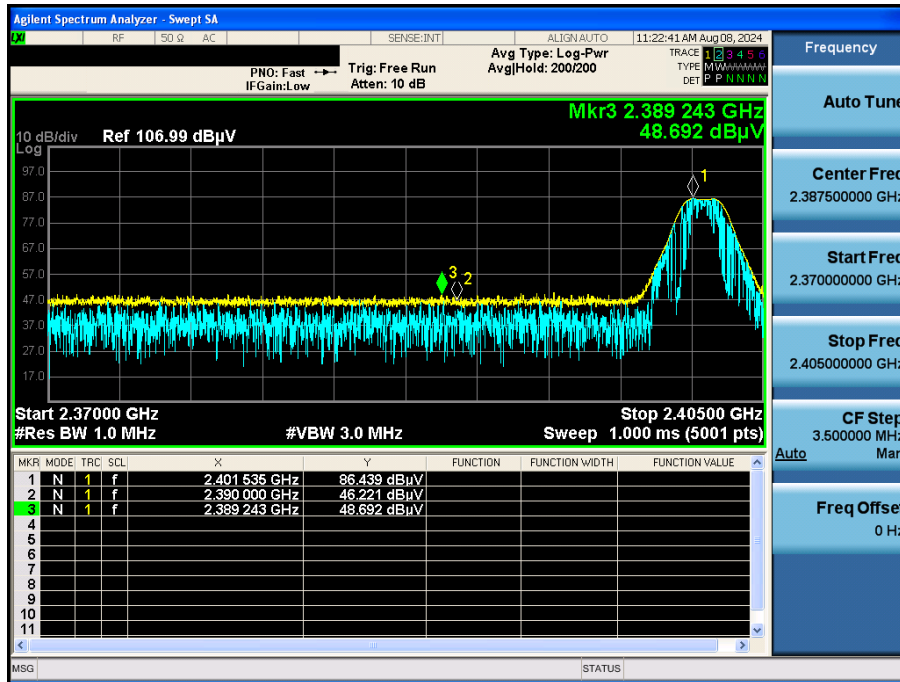 Agilent Spectrum Analyzer - Swept SA
LXI RF 50 Ω AC SENSE:INT ALIGN AUTO 11:22:41 AM Aug 08, 2024
PNO: Fast Trig: Free Run Avg Type: Log-Pwr TRACE 1 2 3 4 5 6
IFGain:Low Atten: 10 dB Avg|Hold: 200/200 TYPE M W W W W W
DET P P N N N N
Mkr3 2.389 243 GHz
48.692 dBµV
10 dB/div Ref 106.99 dBµV
Log
97.0
87.0
77.0
67.0
57.0
47.0
37.0
27.0
17.0
1
3
2
Start 2.37000 GHz Stop 2.40500 GHz
#Res BW 1.0 MHz #VBW 3.0 MHz Sweep 1.000 ms (5001 pts)
MKR MODE TRC SCL X Y FUNCTION FUNCTION WIDTH FUNCTION VALUE
1 N 1 f 2.401 535 GHz 86.439 dBµV
2 N 1 f 2.390 000 GHz 46.221 dBµV
3 N 1 f 2.389 243 GHz 48.692 dBµV
4
5
6
7
8
9
10
11
MSG STATUS
Frequency
Auto Tune
Center Freq
2.387500000 GHz
Start Freq
2.370000000 GHz
Stop Freq
2.405000000 GHz
CF Step
3.500000 MHz
Auto Man
Freq Offset
0 Hz